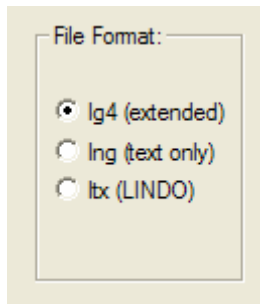 File Format:
lg4 (extended)
lng (text only)
ltx (LINDO)